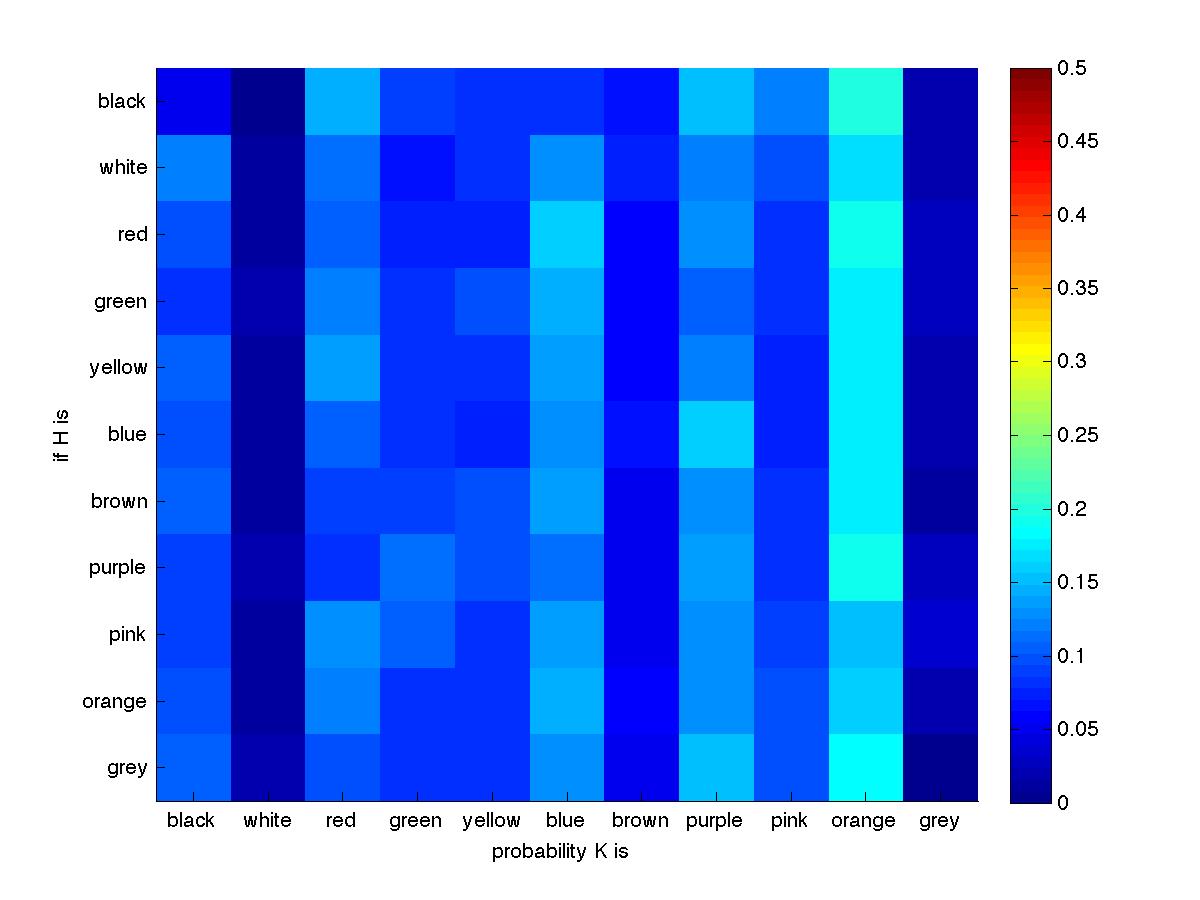 0.5
black
0.45
white
0.4
red
0.35
green
0.3
yellow
if H is
0.25
blue
0.2
brown
0.15
purple
0.1
pink
0.05
orange
grey
0
black white red green yellow blue brown purple pink orange grey
probability K is